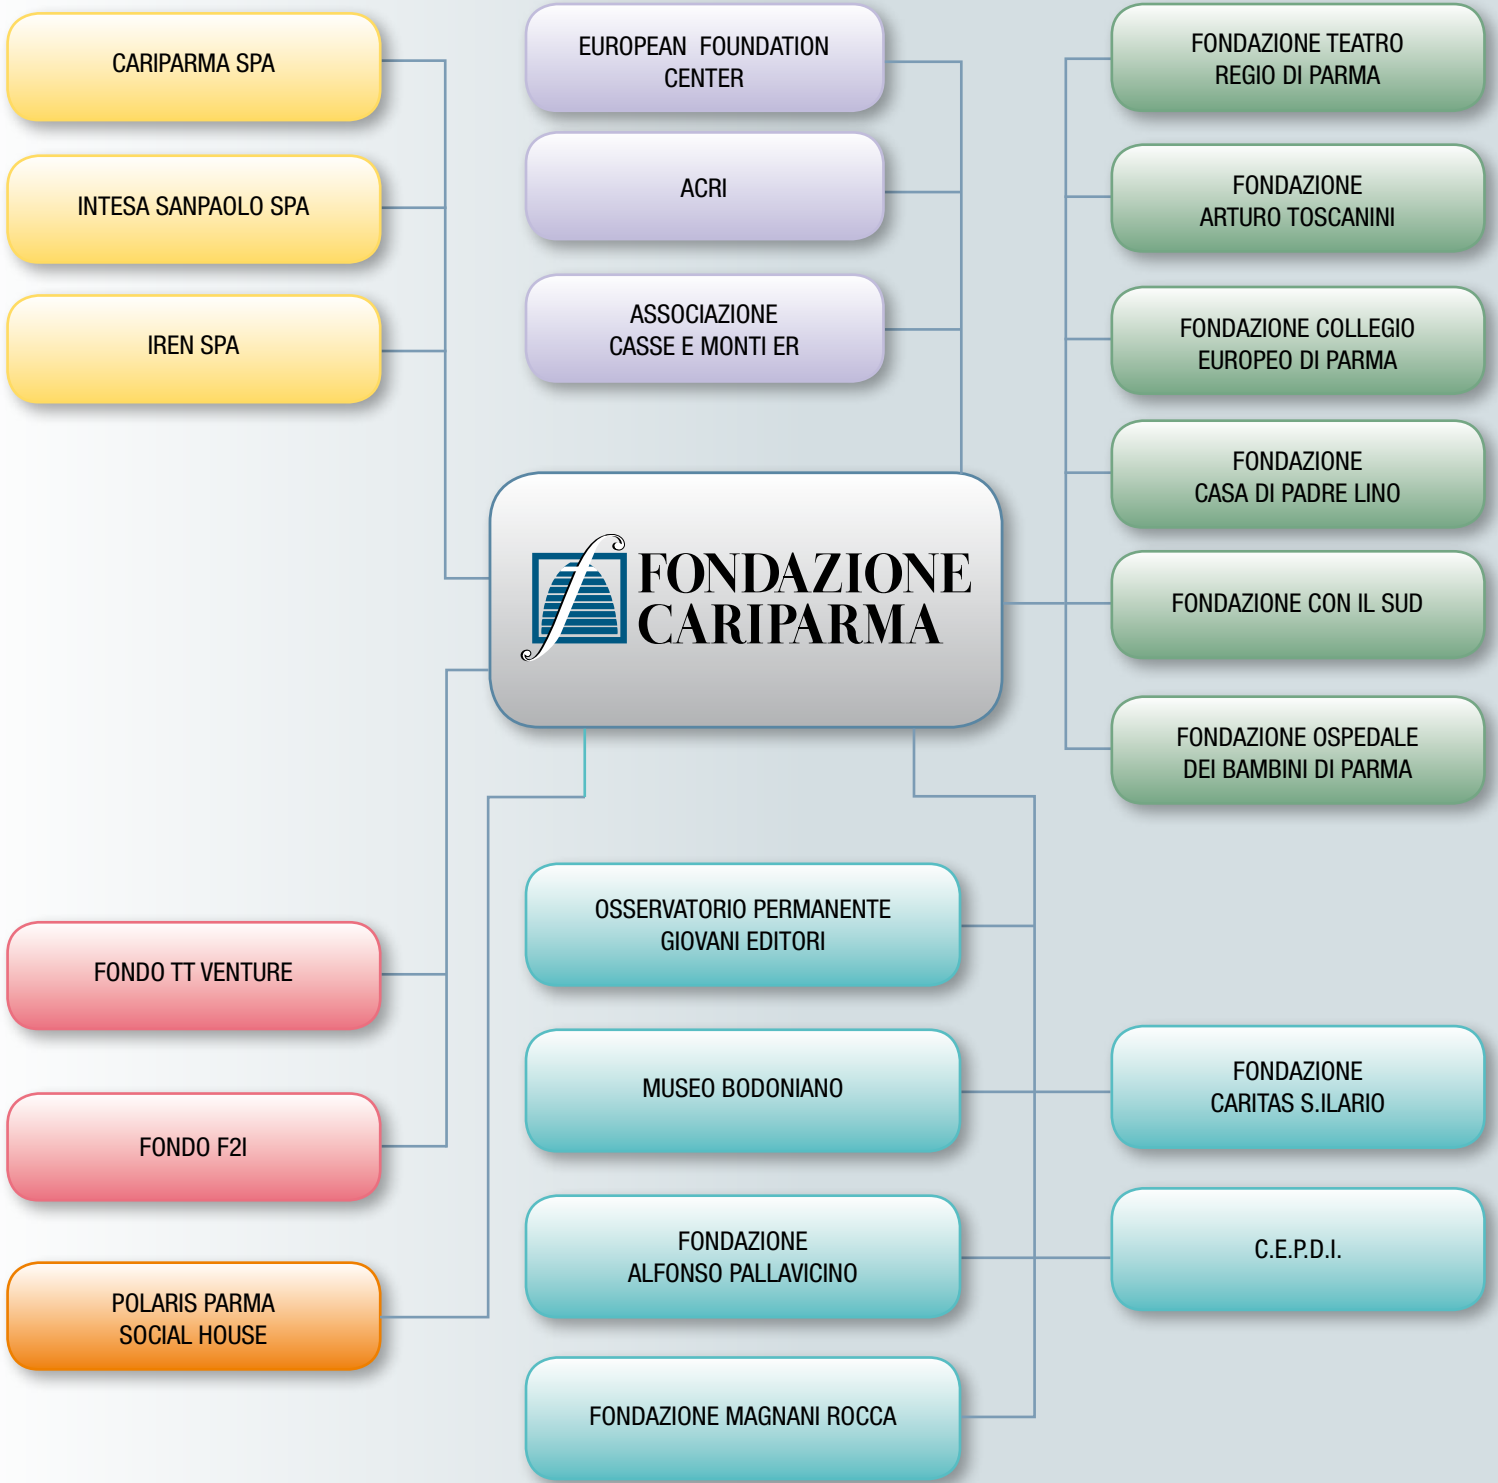 CARIPARMA SPA
INTESA SANPAOLO SPA
IREN SPA
EUROPEAN FOUNDATION
CENTER
ACRI
ASSOCIAZIONE
CASSE E MONTI ER
FONDAZIONE TEATRO
REGIO DI PARMA
FONDAZIONE
ARTURO TOSCANINI
FONDAZIONE COLLEGIO
EUROPEO DI PARMA
FONDAZIONE
CASA DI PADRE LINO
FONDAZIONE CON IL SUD
FONDAZIONE OSPEDALE
DEI BAMBINI DI PARMA
f FONDAZIONE
CARIPARMA
FONDO TT VENTURE
FONDO F2I
POLARIS PARMA
SOCIAL HOUSE
OSSERVATORIO PERMANENTE
GIOVANI EDITORI
MUSEO BODONIANO
FONDAZIONE
ALFONSO PALLAVICINO
FONDAZIONE MAGNANI ROCCA
FONDAZIONE
CARITAS S.ILARIO
C.E.P.D.I.